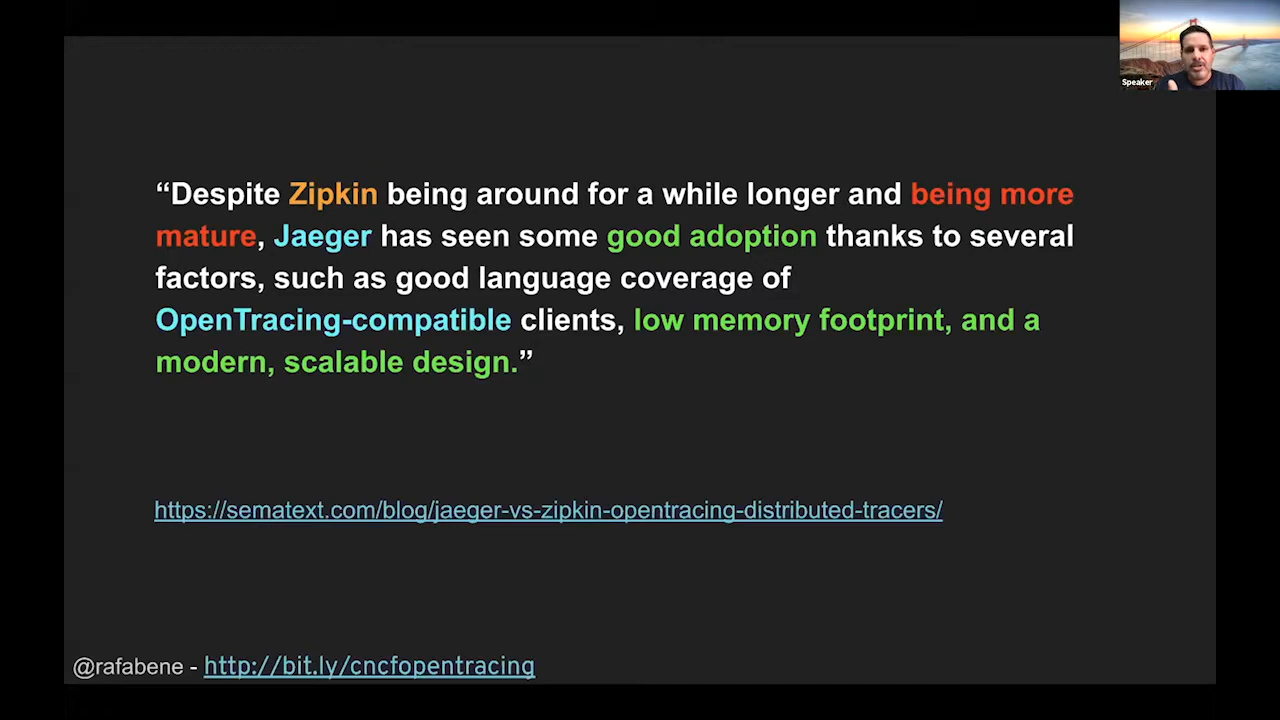 Speaker
“Despite Zipkin being around for a while longer and being more
mature, Jaeger has seen some good adoption thanks to several
factors, such as good language coverage of
OpenTracing-compatible clients, low memory footprint, and a
modern, scalable design.”
https://sematext.com/blog/jaeger-vs-zipkin-opentracing-distributed-tracers/
@rafabene - http://bit.ly/cncfopentracing